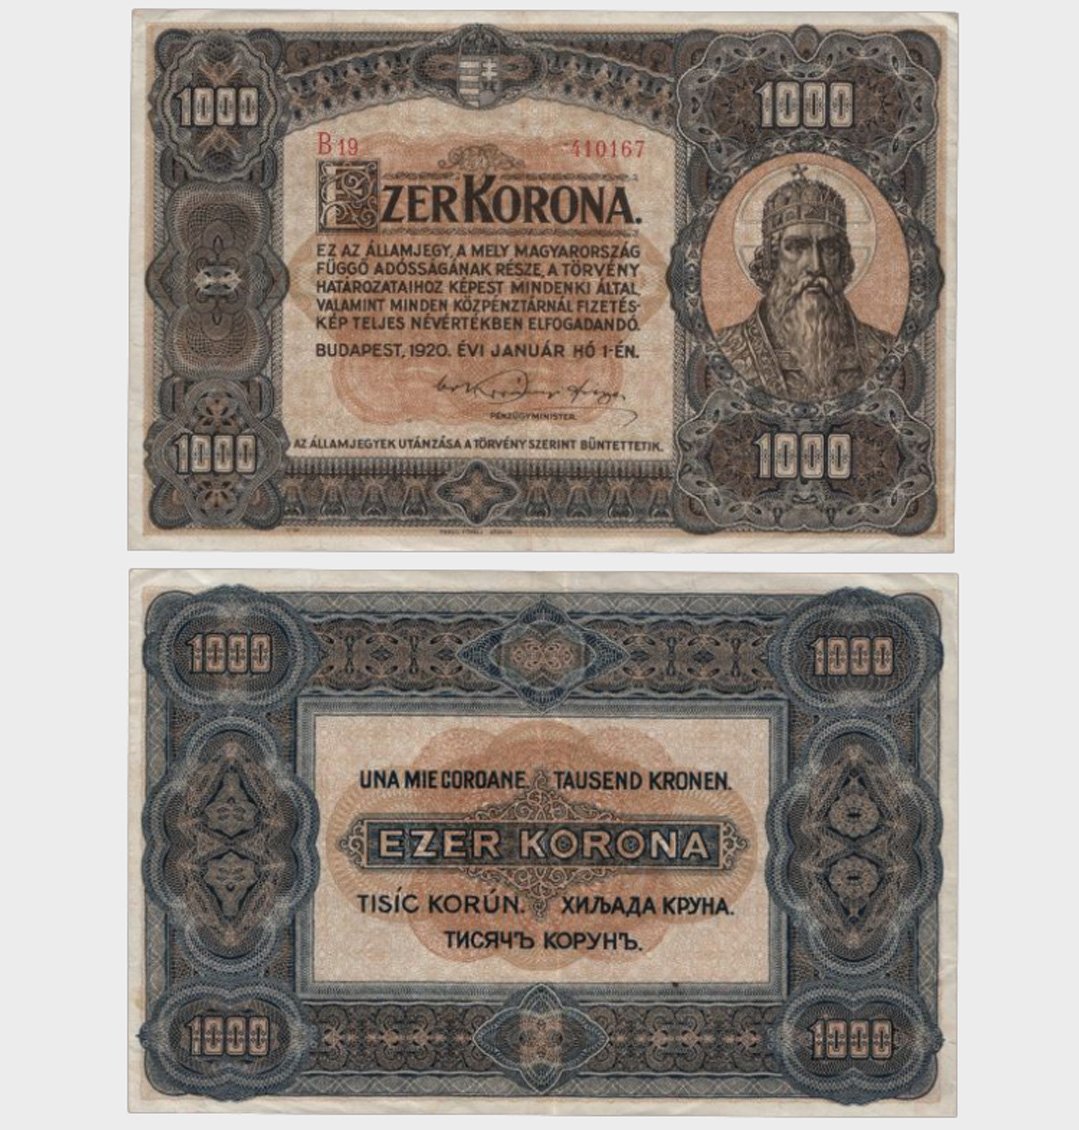 1000
1000
B 19
410167
EZER KORONA.
EZ AZ ÁLLAMJEGY, A MELY MAGYARORSZÁG
FÜGGŐ ADÓSSÁGÁNAK RÉSZE, A TÖRVÉNY
HATÁROZATAIHOZ KÉPEST MINDENKI ÁLTAL,
VALAMINT MINDEN KÖZPÉNZTÁRNÁL FIZETÉS-
KÉP TELJES NÉVÉRTÉKBEN ELFOGADANDÓ.
BUDAPEST, 1920. ÉVI JANUÁR HÓ 1-ÉN.
PÉNZÜGYMINISTER.
1000
1000
AZ ÁLLAMJEGYEK UTÁNZÁSA A TÖRVÉNY SZERINT BÜNTETTETIK.
1000
1000
UNA MIE COROANE
TAUSEND KRONEN.
EZER KORONA
TISÍC KORÚN.
ХИЉАДА КРУНА.
ТИСЯЧЪ КОРУНЪ.
1000
1000